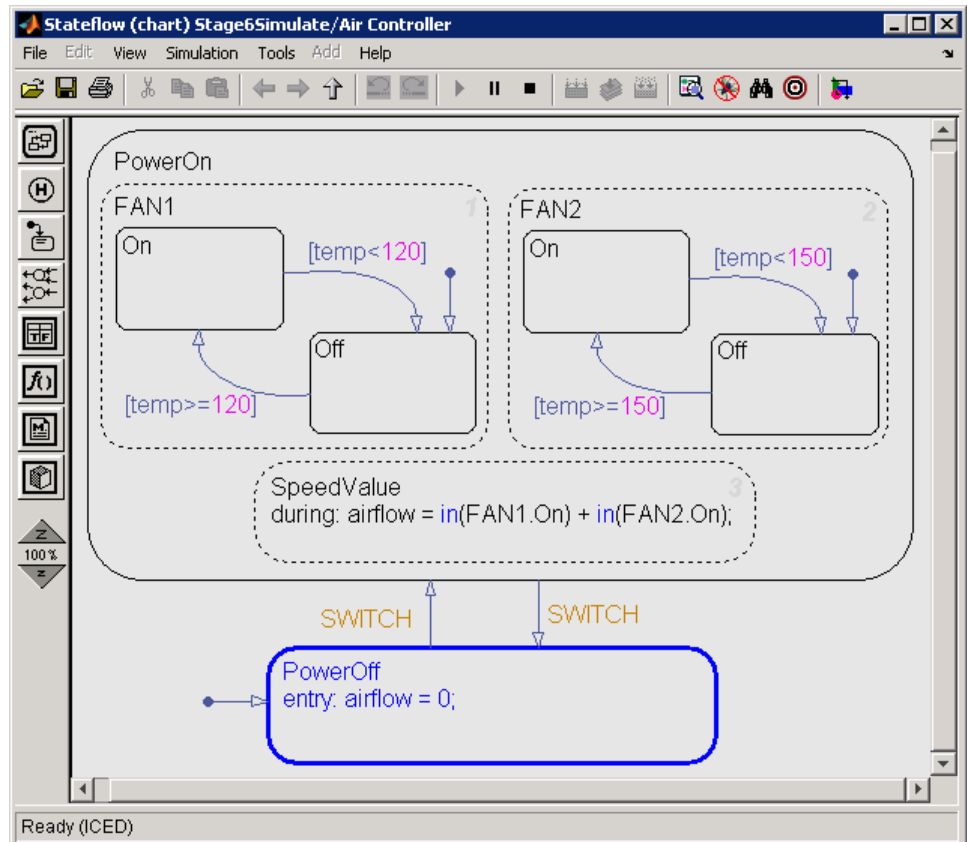 Stateflow (chart) Stage6Simulate/Air Controller
File Edit View Simulation Tools Add Help
PowerOn
FAN1
1
On
[temp<120]
Off
[temp>=120]
FAN2
2
On
[temp<150]
Off
[temp>=150]
SpeedValue
3
during: airflow = in(FAN1.On) + in(FAN2.On);
SWITCH
SWITCH
PowerOff
entry: airflow = 0;
H
TF
f()
M
Z
100 %
Z
Ready (ICED)